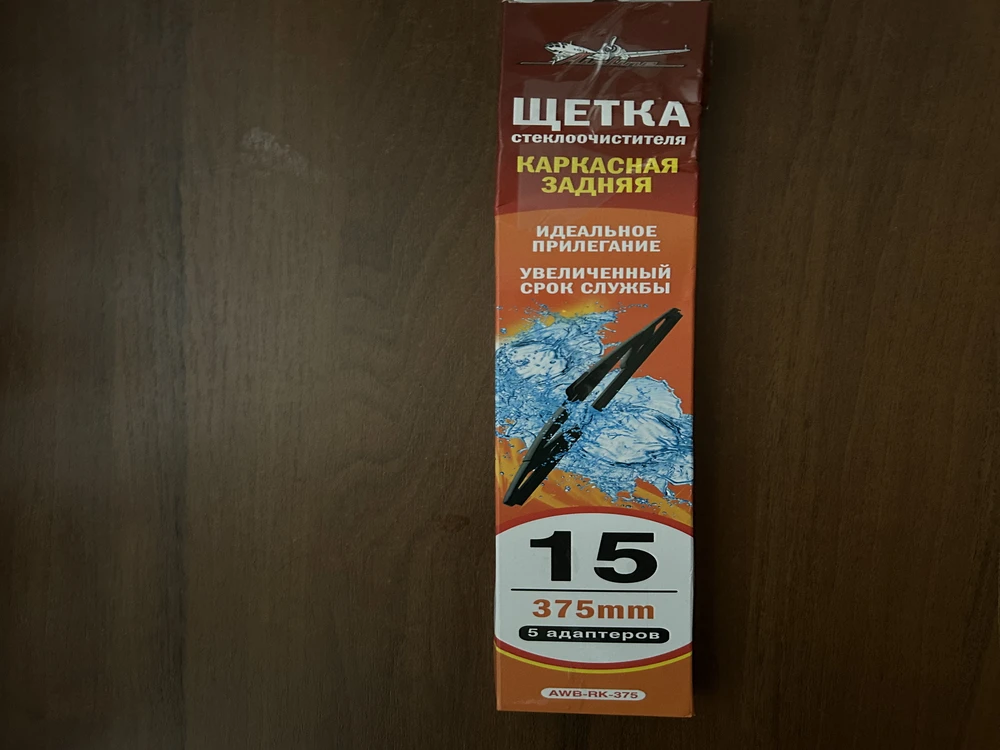 ЩЕТКА
стеклоочистителя
КАРКАСНАЯ
ЗАДНЯЯ
ИДЕАЛЬНОЕ
ПРИЛЕГАНИЕ
УВЕЛИЧЕННЫЙ
СРОК СЛУЖБЫ
15
375mm
5 адаптеров
AWB-RK-375